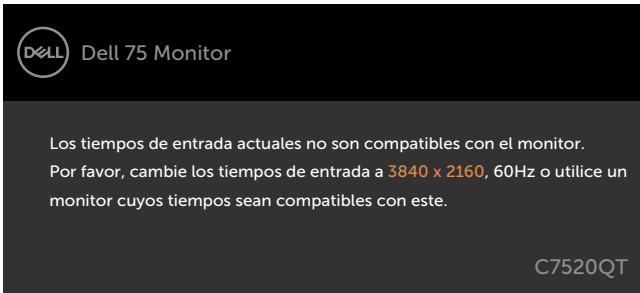 DELL
Dell 75 Monitor
Los tiempos de entrada actuales no son compatibles con el monitor.
Por favor, cambie los tiempos de entrada a 3840 x 2160, 60Hz o utilice un
monitor cuyos tiempos sean compatibles con este.
C7520QT